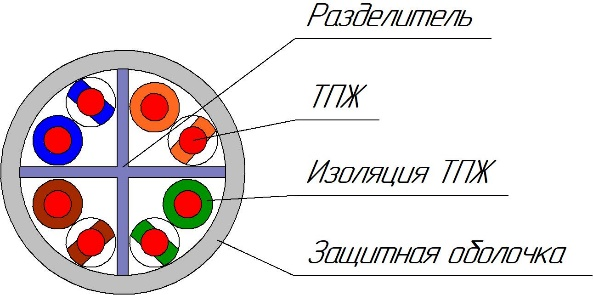 Разделитель
ТПЖ
Изоляция ТПЖ
Защитная оболочка